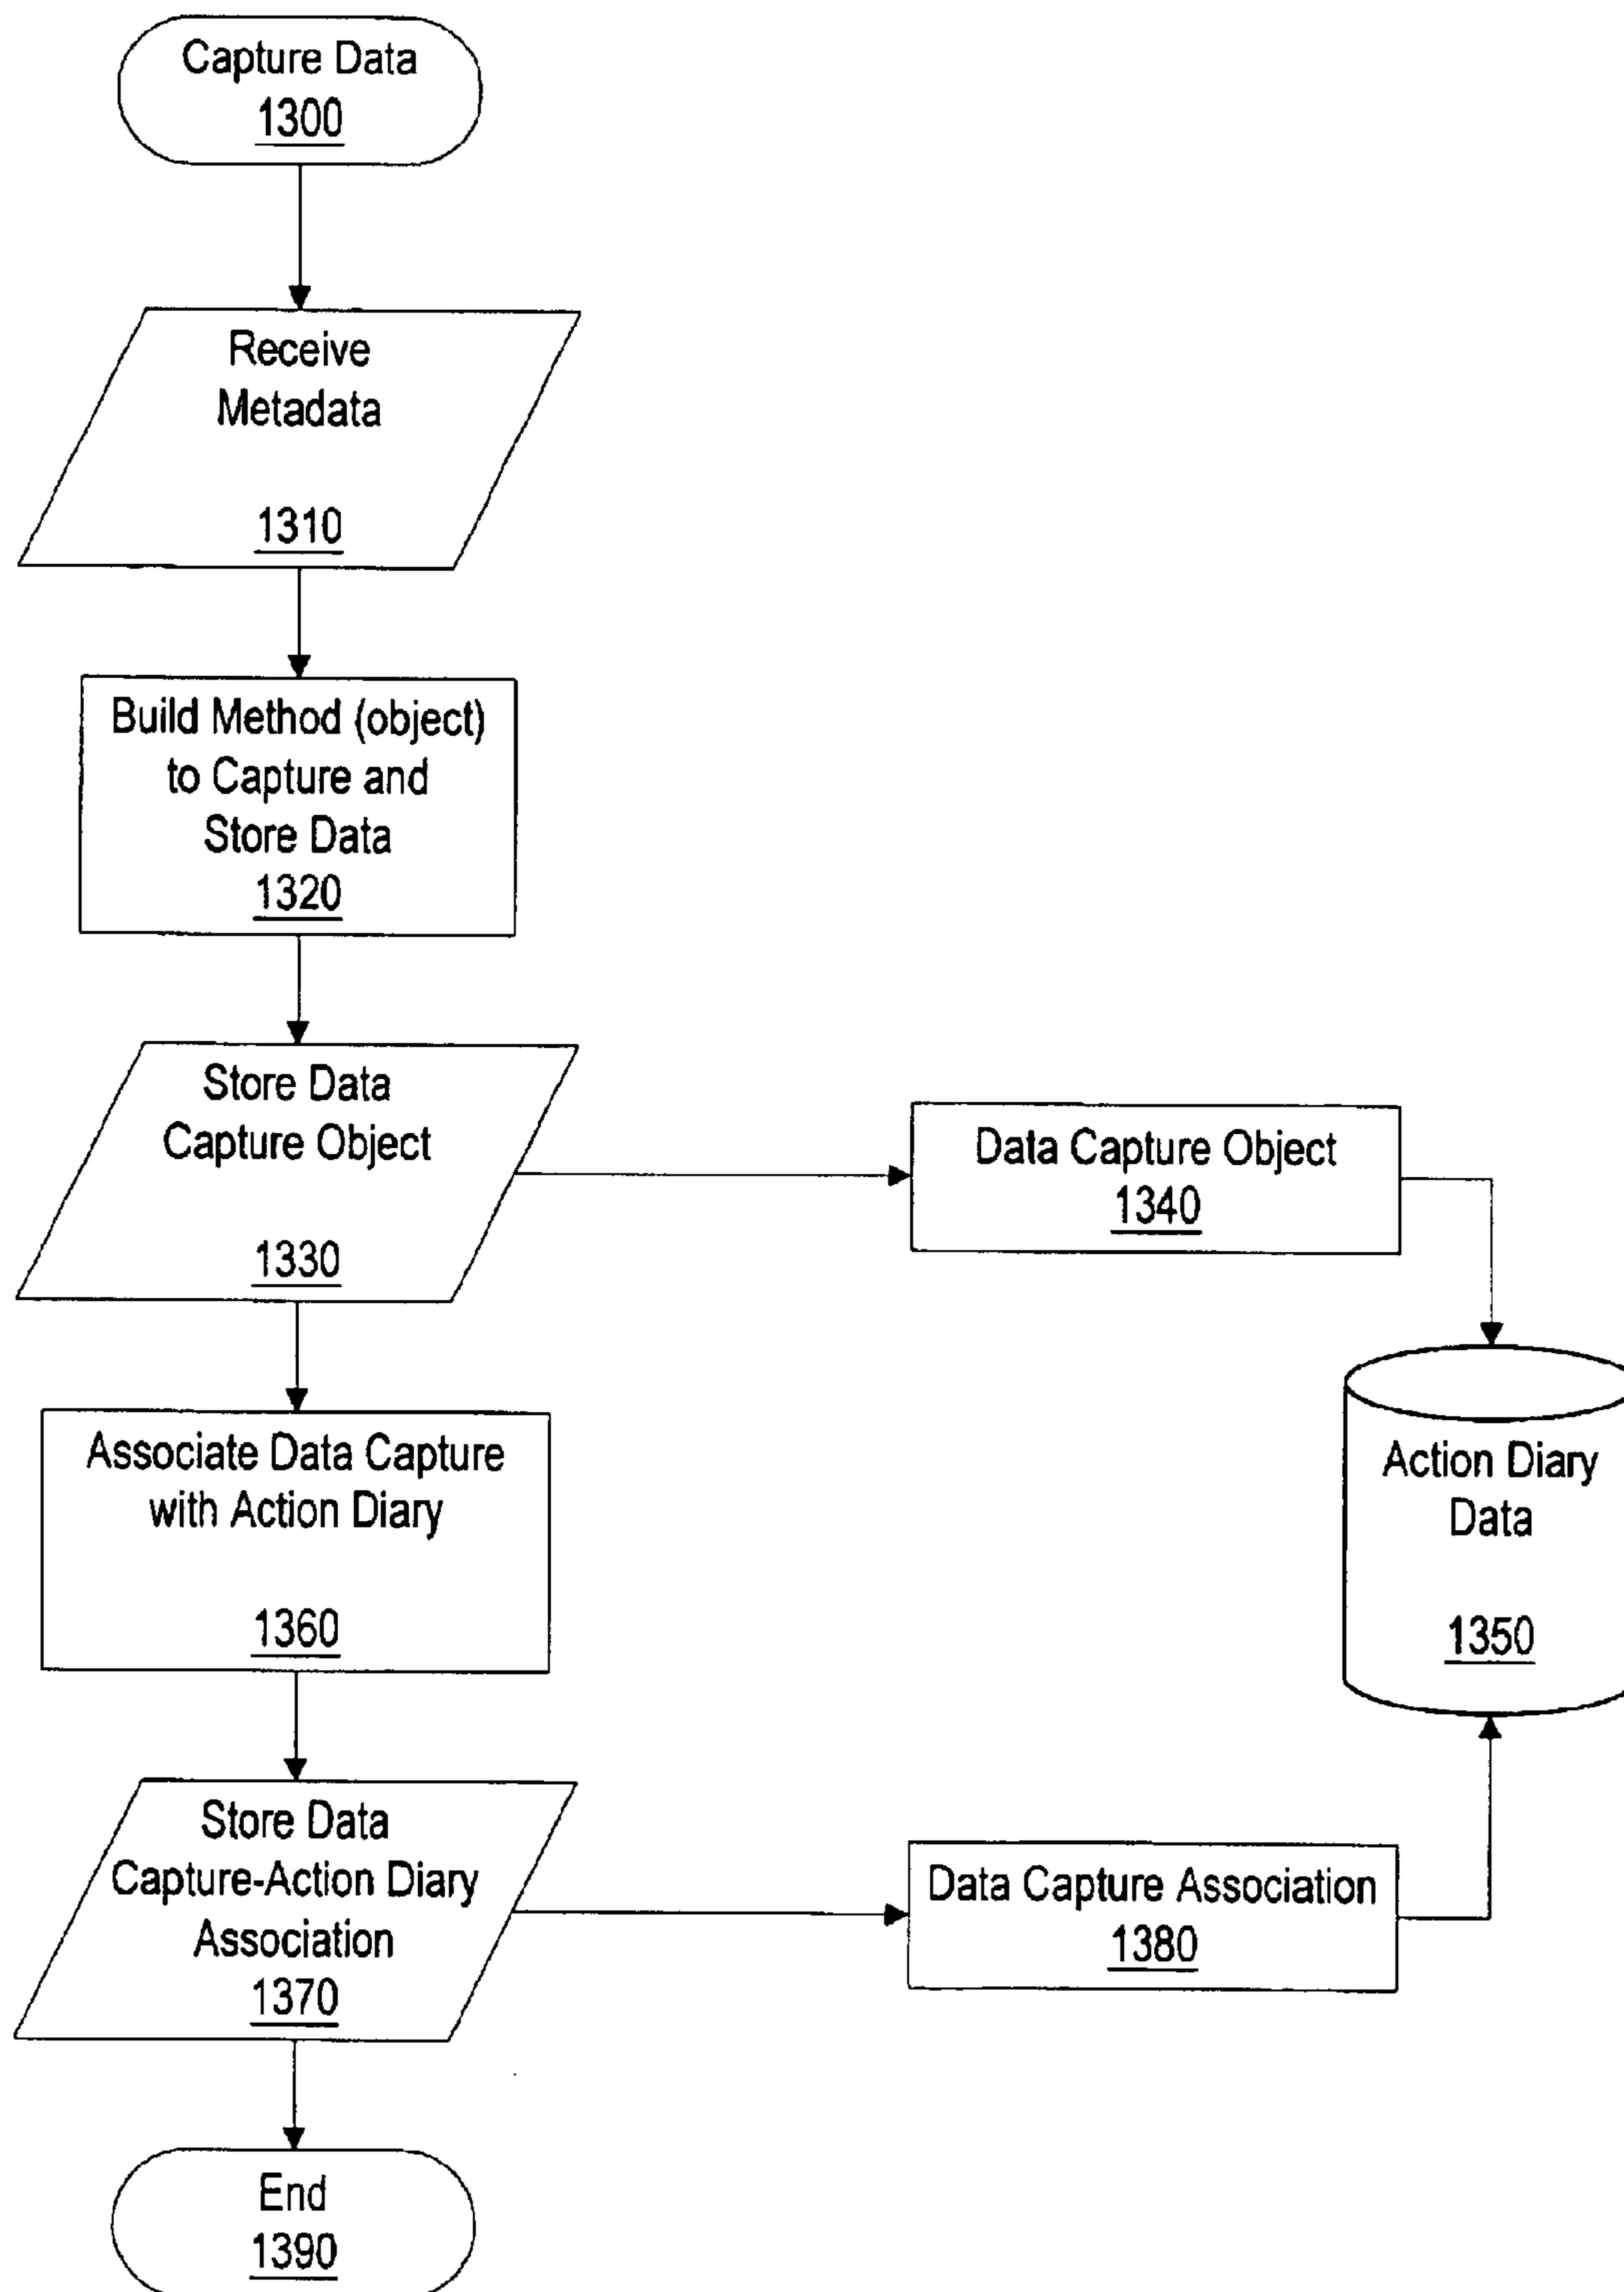 Capture Data
1300
Receive
Metadata
1310
Build Method (object)
to Capture and
Store Data
1320
Store Data
Capture Object
1330
Data Capture Object
1340
Action Diary
Data
1350
Associate Data Capture
with Action Diary
1360
Store Data
Capture-Action Diary
Association
1370
Data Capture Association
1380
End
1390